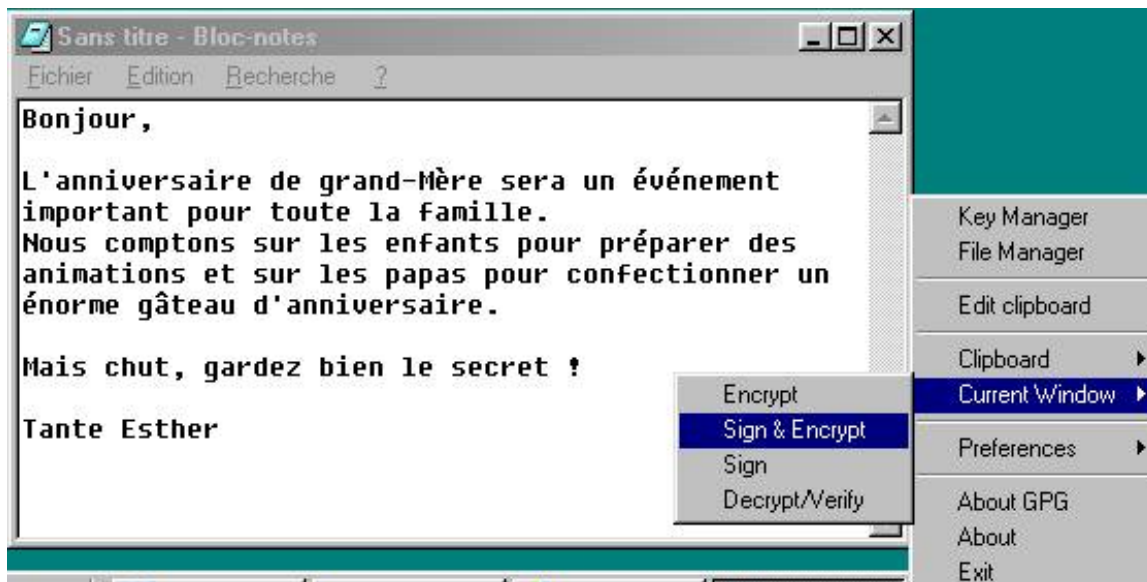 Sans titre - Bloc-notes
Fichier Edition Recherche ?
Bonjour,
L'anniversaire de grand-Mère sera un événement
important pour toute la famille.
Nous comptons sur les enfants pour préparer des
animations et sur les papas pour confectionner un
énorme gâteau d'anniversaire.
Mais chut, gardez bien le secret !
Tante Esther
Encrypt
Sign & Encrypt
Sign
Decrypt/Verify
Key Manager
File Manager
Edit clipboard
Clipboard
Current Window
Preferences
About GPG
About
Exit